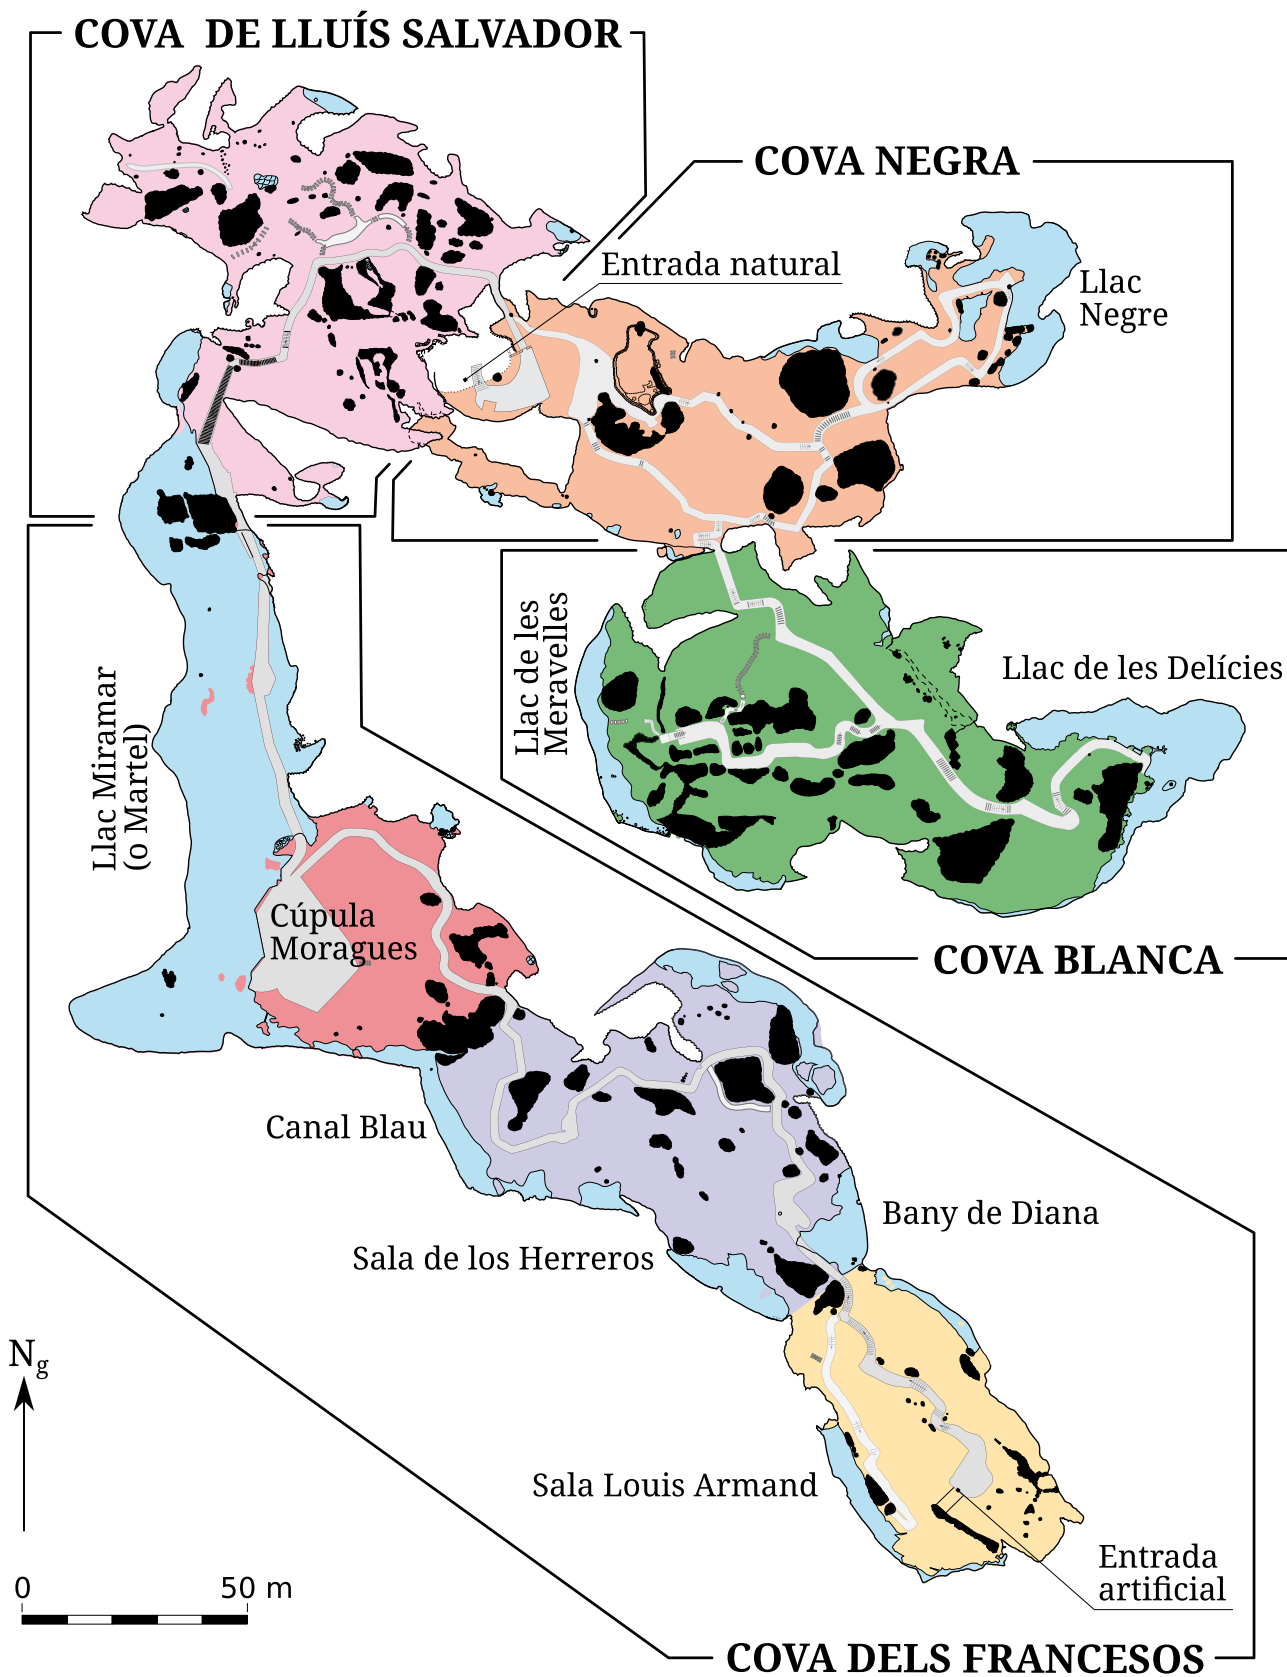 COVA DE LLUÍS SALVADOR
COVA NEGRA
Entrada natural
Llac
Negre
Llac de les
Meravelles
Llac de les Delícies
Llac Miramar
(o Martel)
Cúpula
Moragues
COVA BLANCA
Canal Blau
Bany de Diana
Sala de los Herreros
Ng
Sala Louis Armand
Entrada
artificial
0 50 m
COVA DELS FRANCESOS